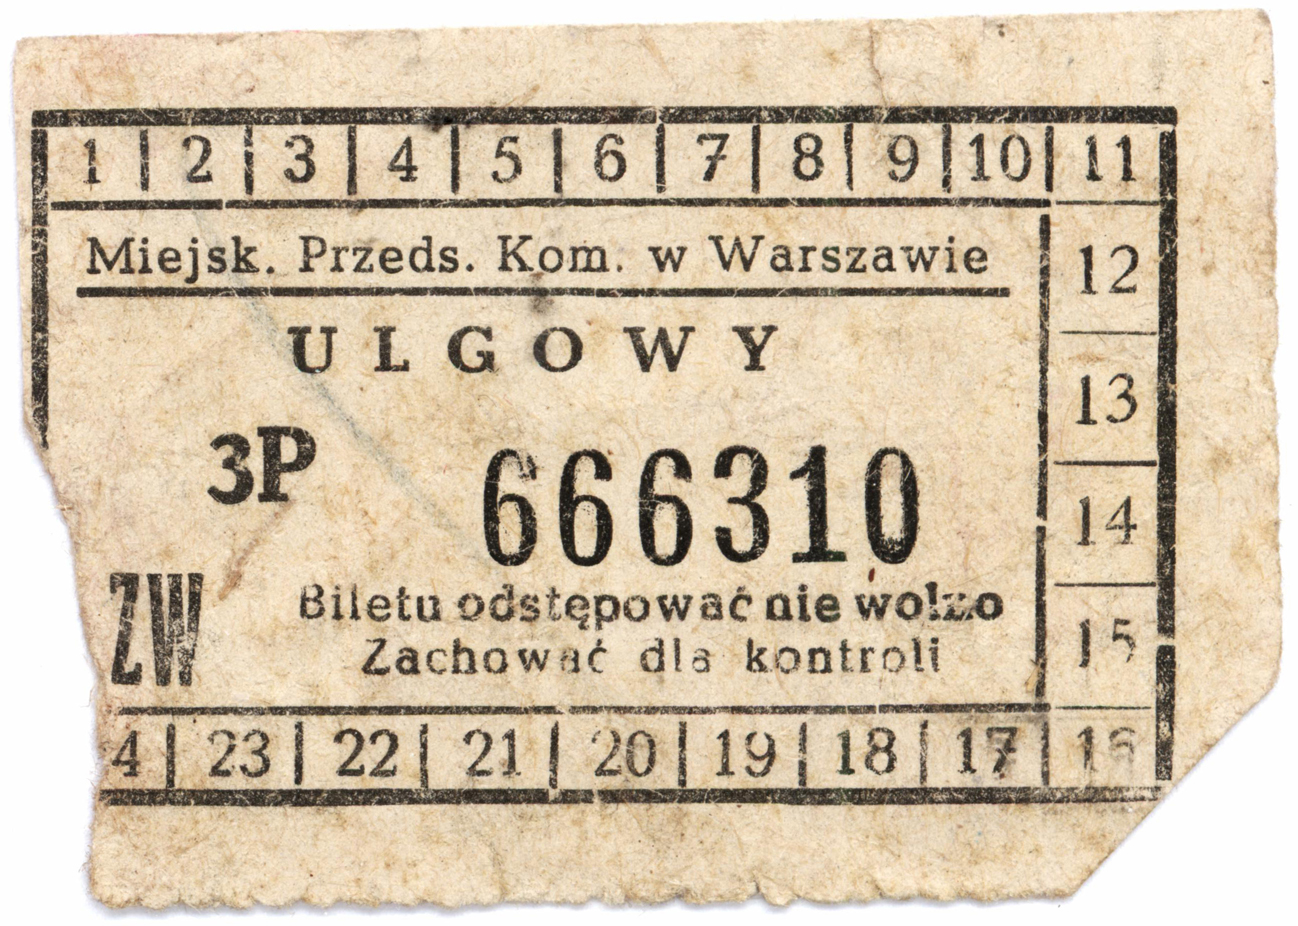 1 2 3 4 5 6 7 8 9 10 11
Miejsk. Przeds. Kom. w Warszawie
12
ULGOWY
13
3P 666310
14
ZW
Biletu odstępować nie wolno
Zachować dla kontroli
15
4 23 22 21 20 19 18 17 16